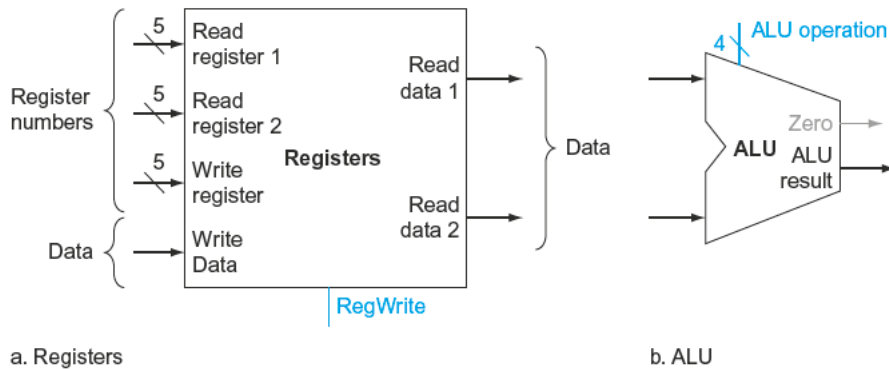 5
Read
register 1
5
Read
register 2
5
Write
register
Write
Data
Register
numbers
Data
Registers
Read
data 1
Read
data 2
Data
RegWrite
a. Registers
4
ALU operation
Zero
ALU
ALU
result
b. ALU